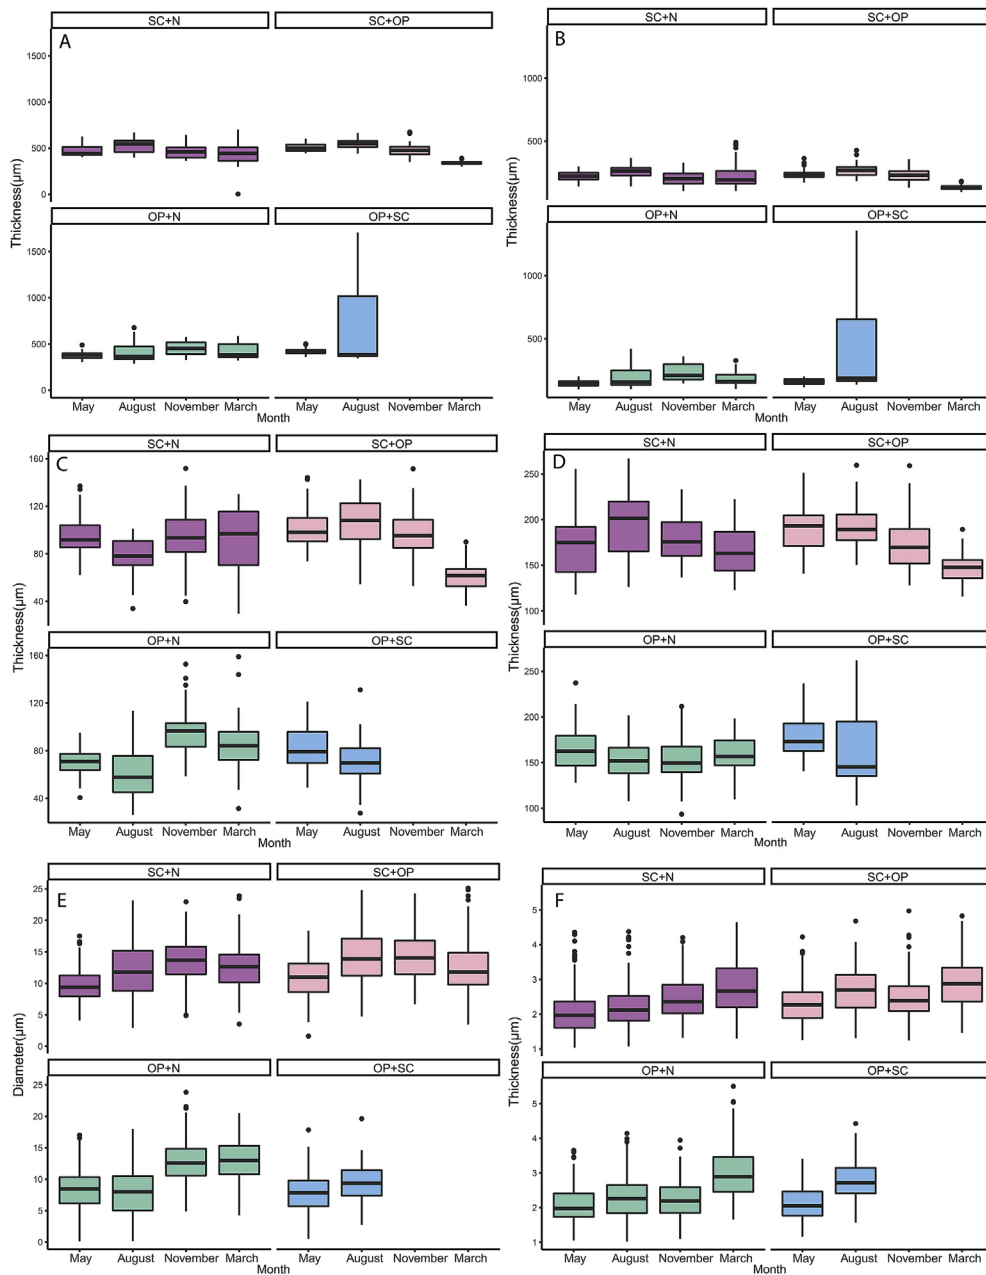 SC+N SC+OP
A
Thickness(µm)
1500
1000
500
0
OP+N OP+SC
1500
1000
500
0
May August November March May August November March
Month
SC+N SC+OP
B
Thickness(µm)
1000
500
OP+N OP+SC
1000
500
May August November March May August November March
Month
SC+N SC+OP
C
Thickness(µm)
160
120
80
40
OP+N OP+SC
160
120
80
40
May August November March May August November March
Month
SC+N SC+OP
D
Thickness(µm)
250
200
150
100
OP+N OP+SC
250
200
150
100
May August November March May August November March
Month
SC+N SC+OP
E
Diameter(µm)
25
20
15
10
5
0
OP+N OP+SC
25
20
15
10
5
0
May August November March May August November March
Month
SC+N SC+OP
F
Thickness(µm)
5
4
3
2
1
OP+N OP+SC
5
4
3
2
1
May August November March May August November March
Month